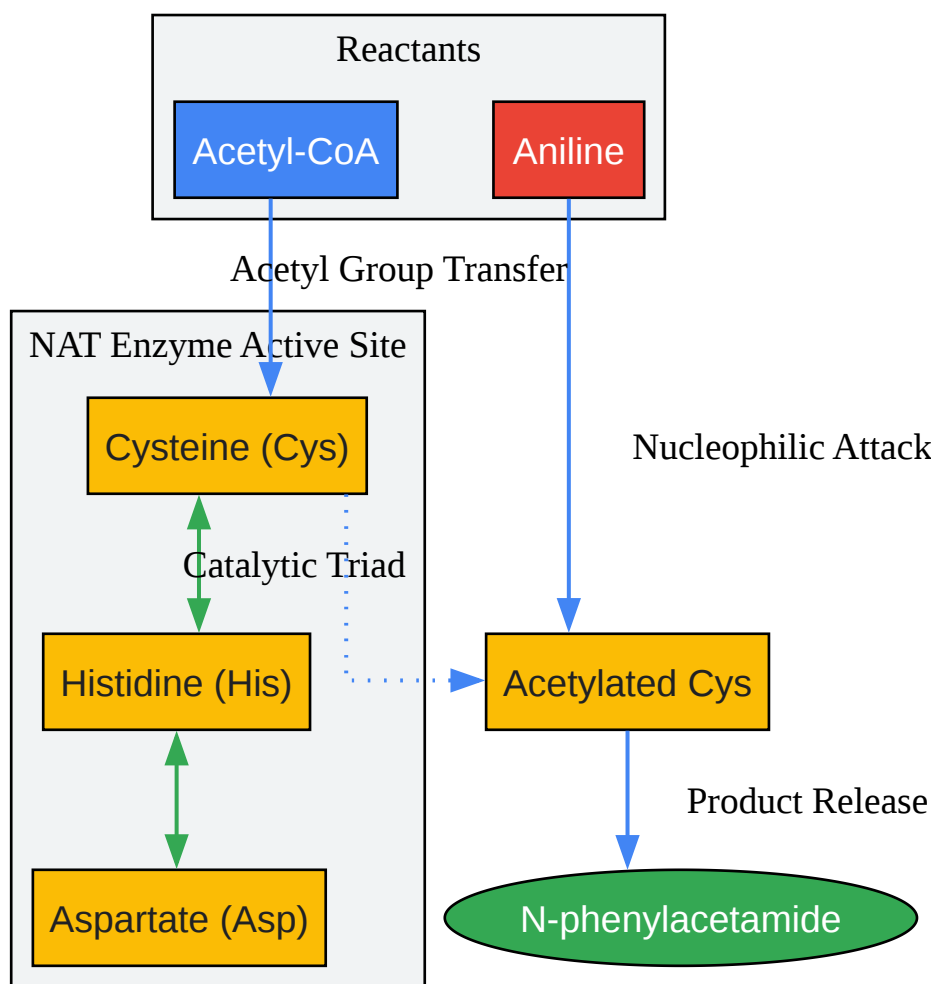 Reactants
Acetyl-CoA
Aniline
Acetyl Group Transfer
NAT Enzyme Active Site
Cysteine (Cys)
Nucleophilic Attack
Catalytic Triad
Histidine (His)
Acetylated Cys
Product Release
Aspartate (Asp)
N-phenylacetamide